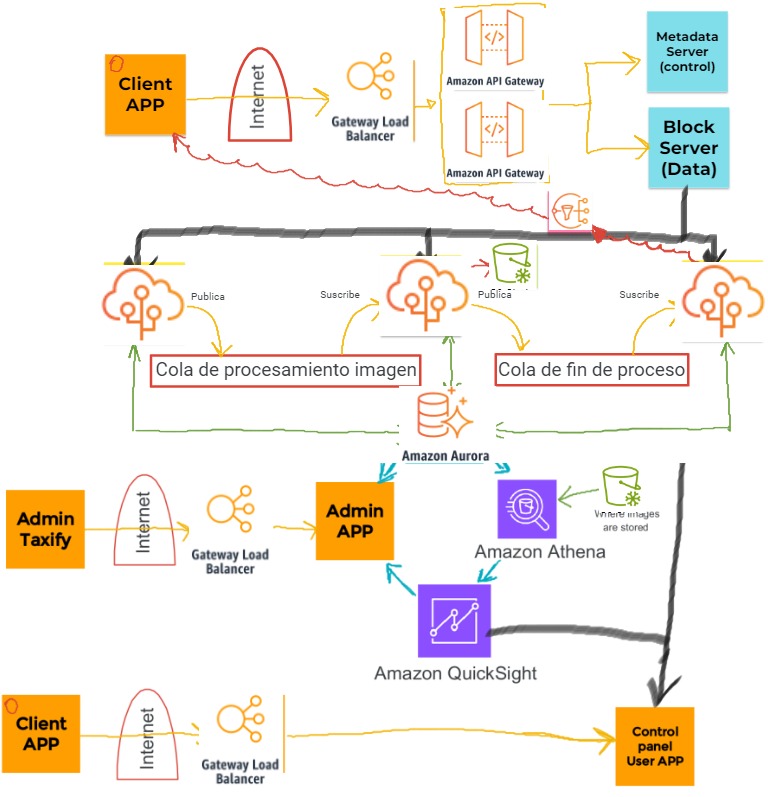 Client
APP
Internet
Gateway Load
Balancer
Amazon API Gateway
Amazon API Gateway
Metadata
Server
(control)
Block
Server
(Data)
Publica
Suscribe
Publica
Suscribe
Cola de procesamiento imagen
Cola de fin de proceso
Amazon Aurora
Admin
Taxify
Internet
Gateway Load
Balancer
Admin
APP
Amazon Athena
Where images
are stored
Amazon QuickSight
Client
APP
Internet
Gateway Load
Balancer
Control
panel
User APP